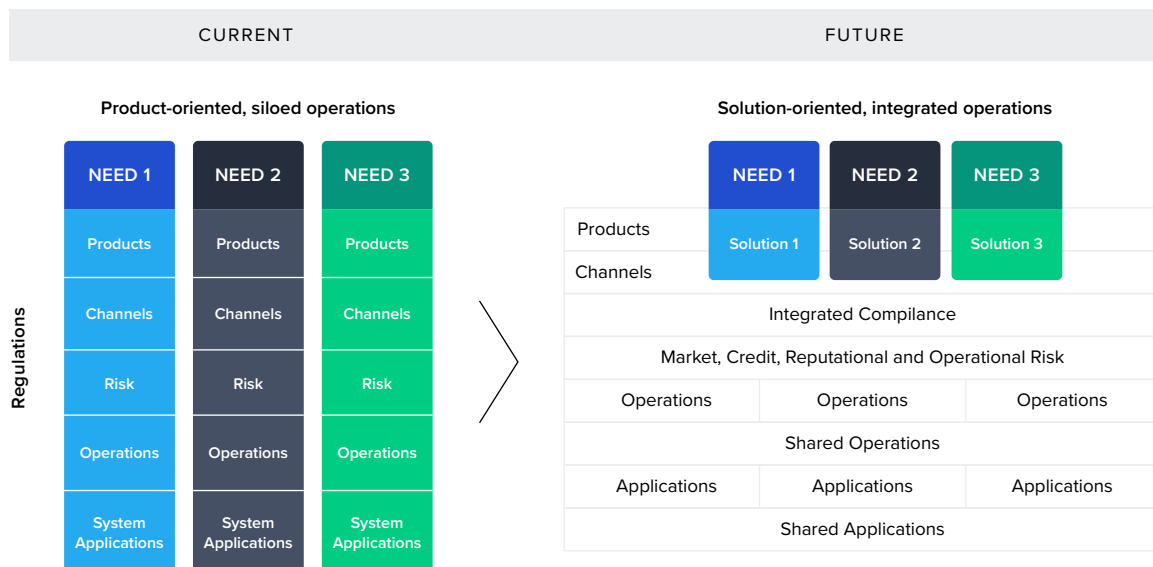 CURRENT
FUTURE
Product-oriented, siloed operations
Solution-oriented, integrated operations
Regulations
NEED 1
NEED 2
NEED 3
Products
Products
Products
Channels
Channels
Channels
Risk
Risk
Risk
Operations
Operations
Operations
System
Applications
System
Applications
System
Applications
NEED 1
NEED 2
NEED 3
Products
Solution 1
Solution 2
Solution 3
Channels
Integrated Compilance
Market, Credit, Reputational and Operational Risk
Operations
Operations
Operations
Shared Operations
Applications
Applications
Applications
Shared Applications